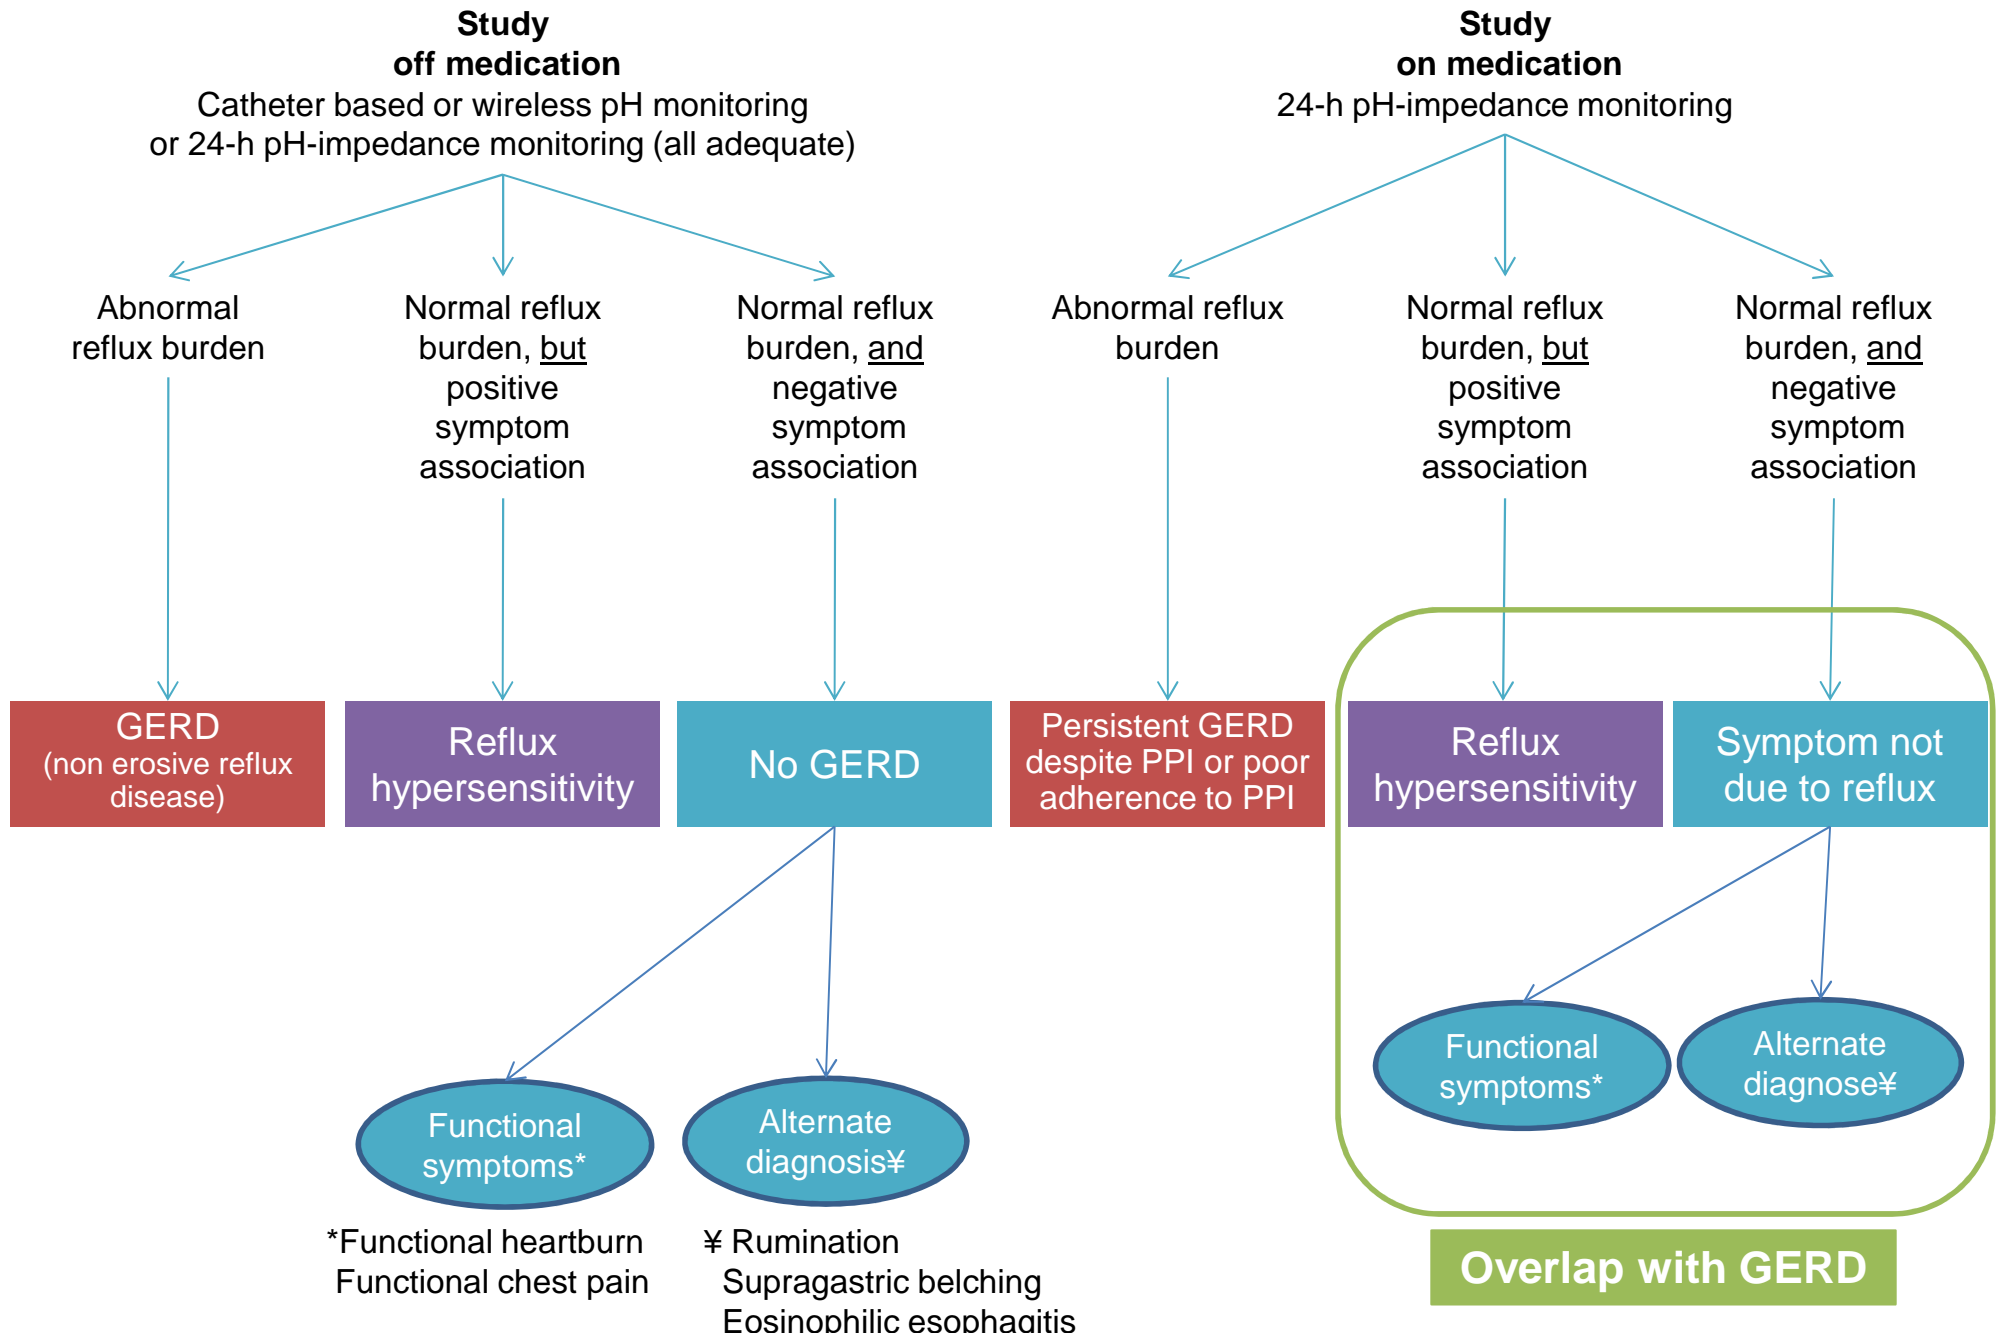 Study
off medication
Catheter based or wireless pH monitoring
or 24-h pH-impedance monitoring (all adequate)
Study
on medication
24-h pH-impedance monitoring
Abnormal
reflux burden
Normal reflux
burden, but
positive
symptom
association
Normal reflux
burden, and
negative
symptom
association
Abnormal reflux
burden
Normal reflux
burden, but
positive
symptom
association
Normal reflux
burden, and
negative
symptom
association
GERD
(non erosive reflux
disease)
Reflux
hypersensitivity
No GERD
Persistent GERD
despite PPI or poor
adherence to PPI
Reflux
hypersensitivity
Symptom not
due to reflux
Functional
symptoms*
Alternate
diagnosis¥
Functional
symptoms*
Alternate
diagnose¥
*Functional heartburn
Functional chest pain
¥ Rumination
Supragastric belching
Eosinophilic esophagitis
Overlap with GERD